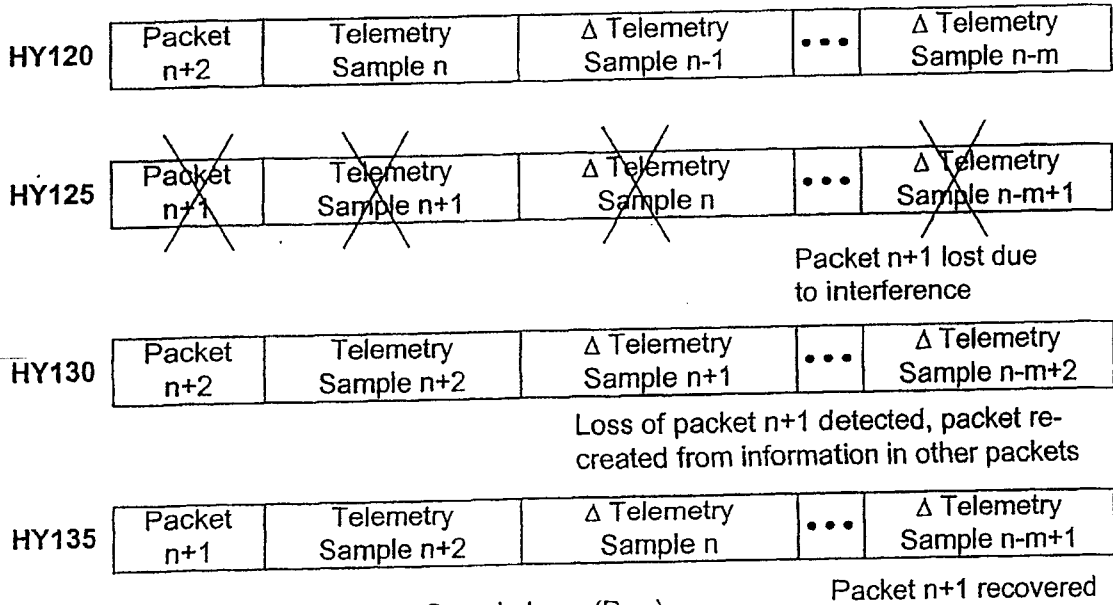 HY120 Packet n+2 Telemetry Sample n Δ Telemetry Sample n-1 ••• Δ Telemetry Sample n-m
HY125 Packet n+1 Telemetry Sample n+1 Δ Telemetry Sample n ••• Δ Telemetry Sample n-m+1
Packet n+1 lost due
to interference
HY130 Packet n+2 Telemetry Sample n+2 Δ Telemetry Sample n+1 ••• Δ Telemetry Sample n-m+2
Loss of packet n+1 detected, packet re-
created from information in other packets
HY135 Packet n+1 Telemetry Sample n+2 Δ Telemetry Sample n ••• Δ Telemetry Sample n-m+1
Packet n+1 recovered